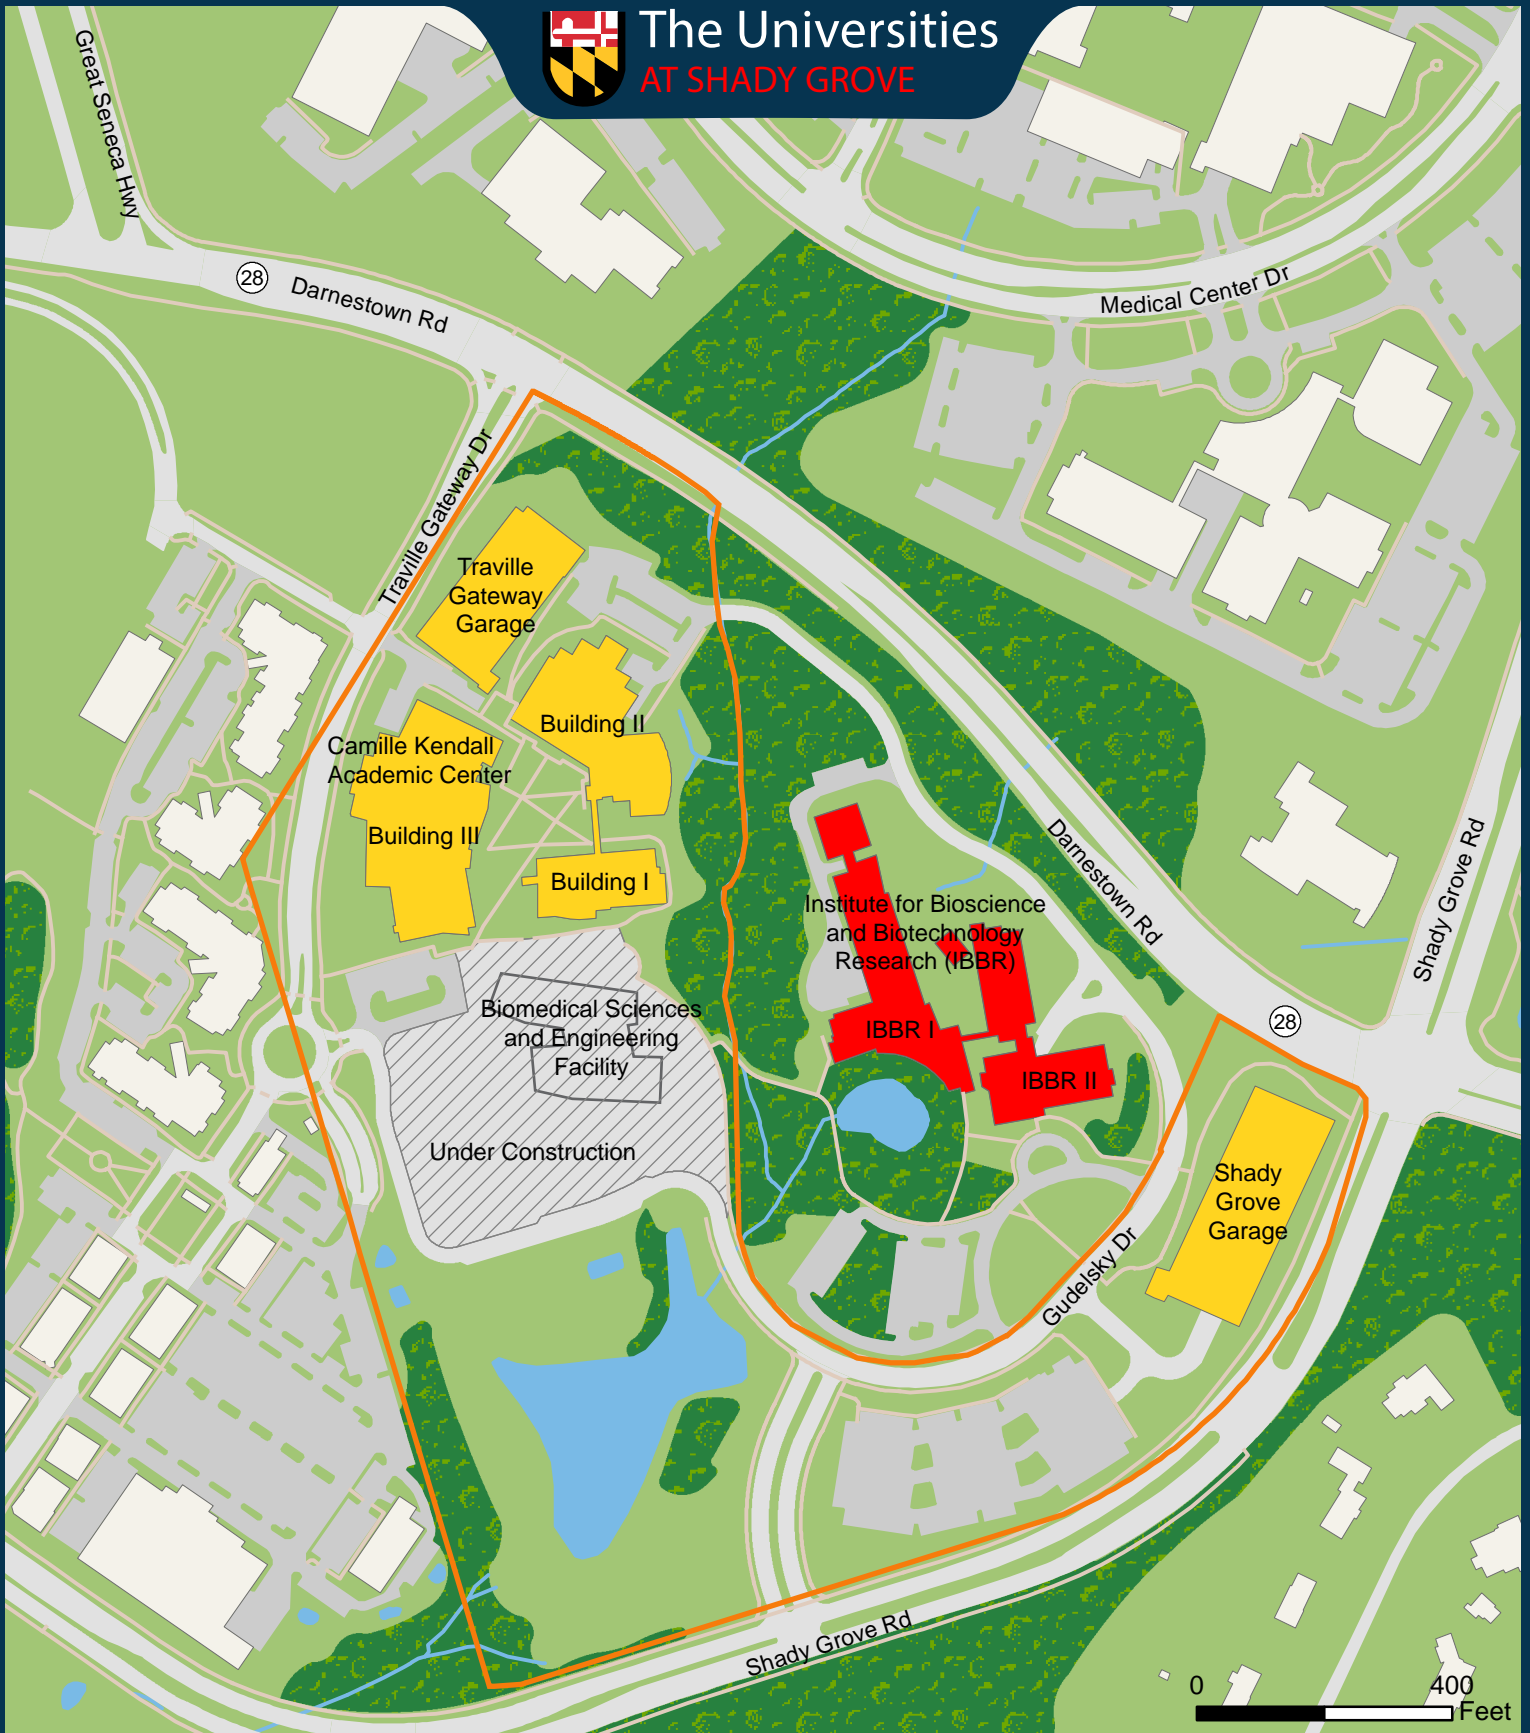 The Universities
AT SHADY GROVE
Great Seneca Hwy
28
Darnestown Rd
Medical Center Dr
Traville Gateway Dr
Traville
Gateway
Garage
Building II
Camille Kendall
Academic Center
Building III
Building I
Darnestown Rd
Shady Grove Rd
Institute for Bioscience
and Biotechnology
Research (IBBR)
IBBR I
IBBR II
28
Biomedical Sciences
and Engineering
Facility
Under Construction
Shady
Grove
Garage
Gudelsky Dr
Shady Grove Rd
0 400
Feet